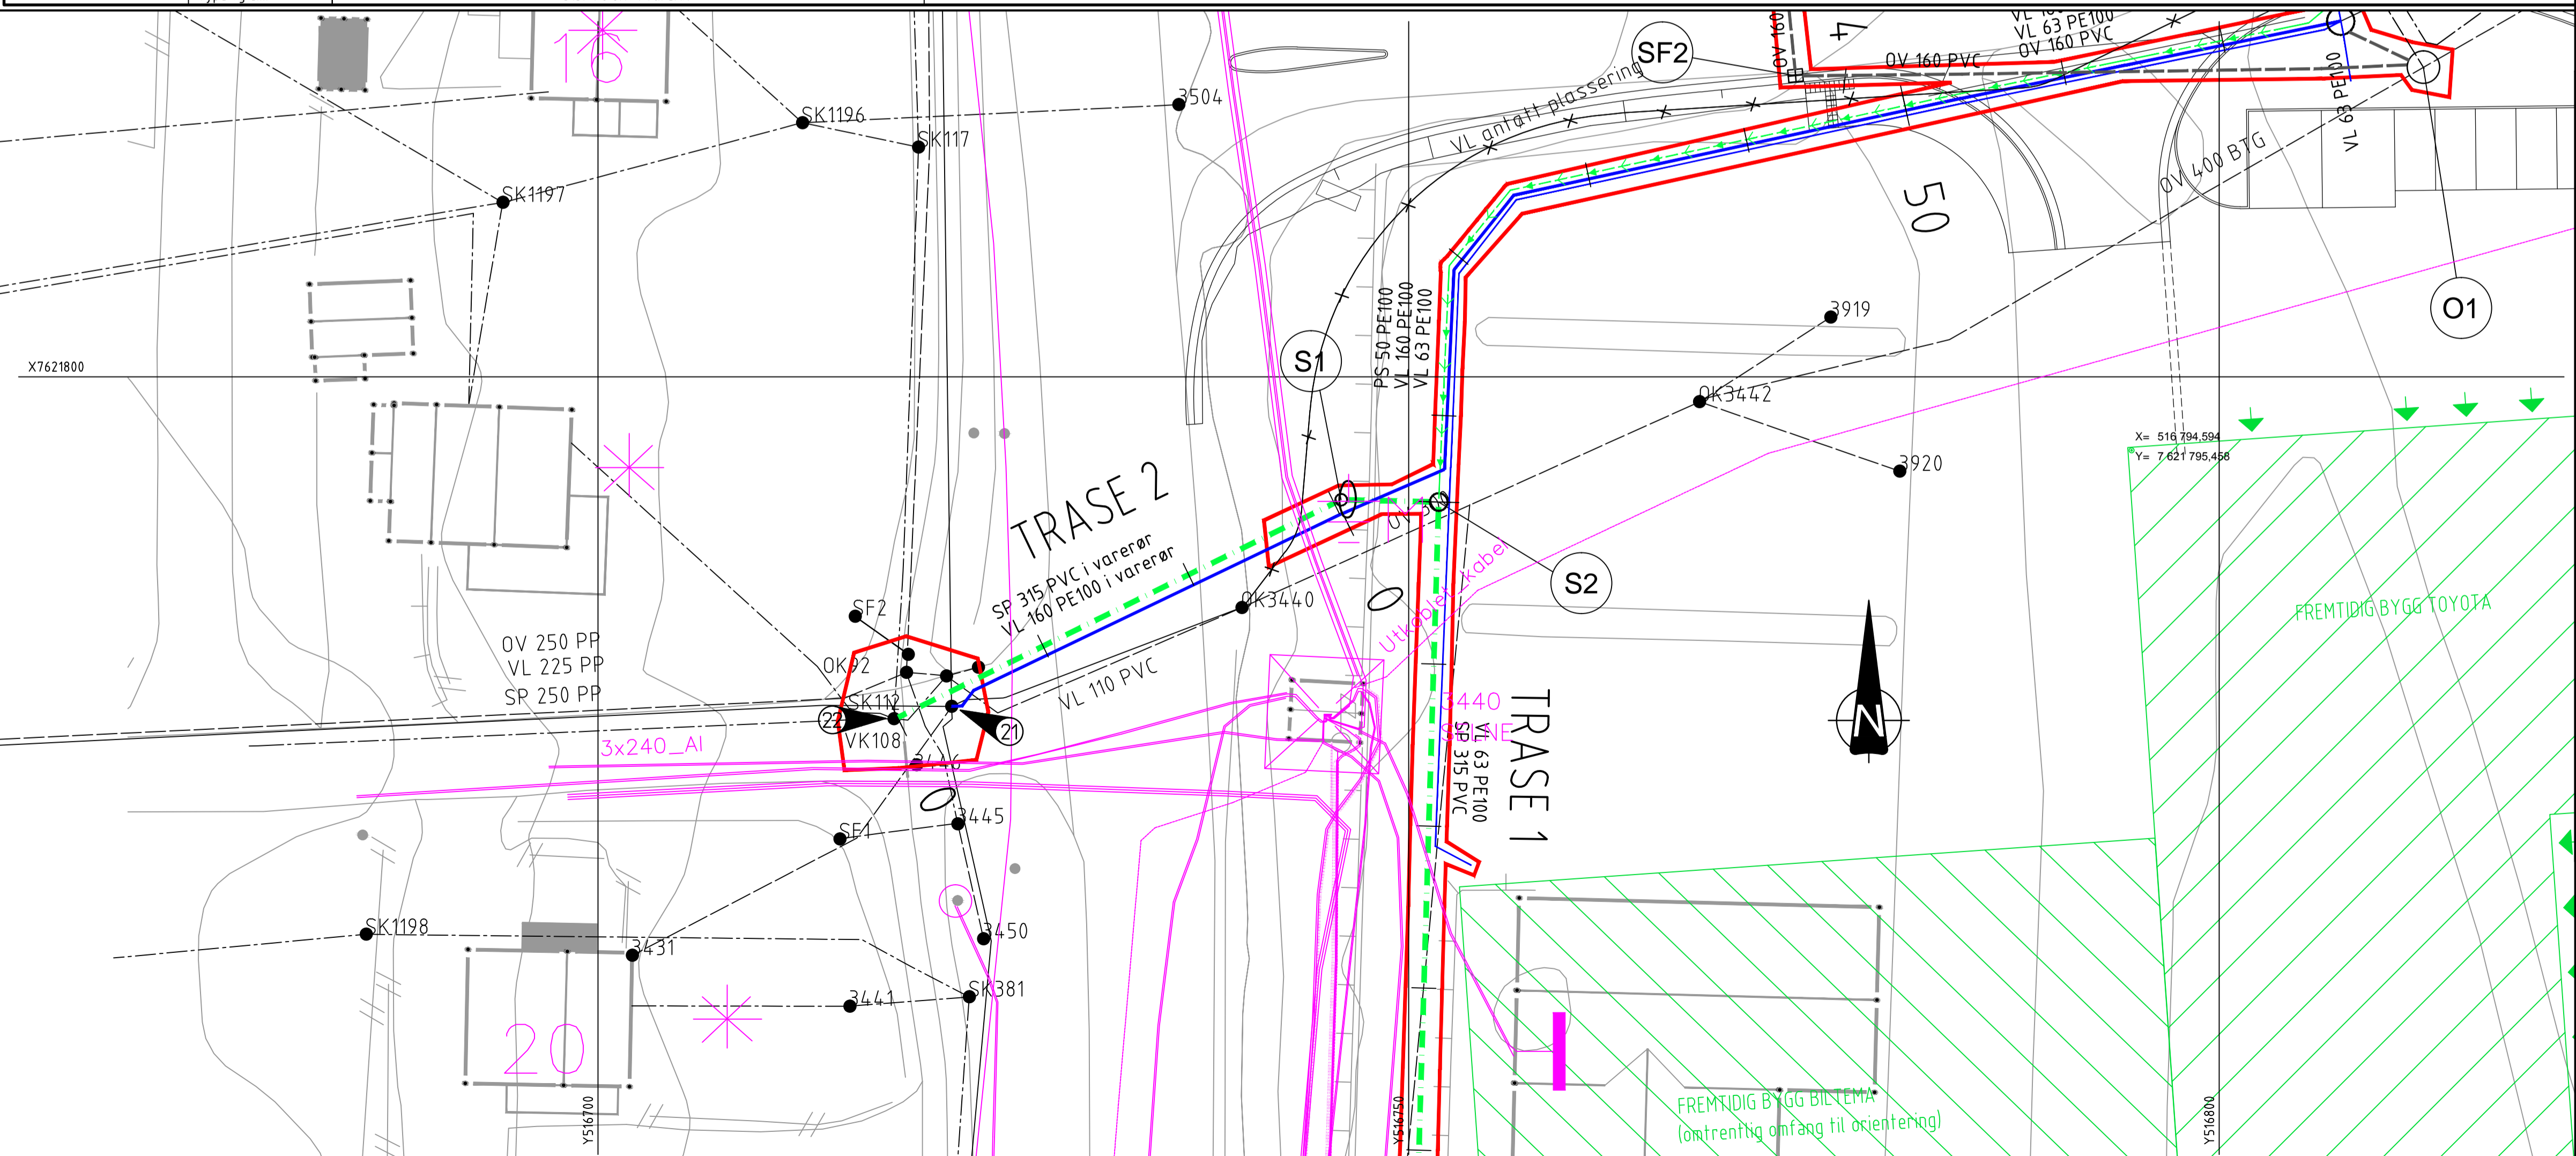 16
SK1196
3504
SK117
SK1197
VL antatt plassering
SF2
4
OV 160
VL 63 PE100
OV 160 PVC
OV 160 PVC
VL 63 PE100
OV 400 BTG
50
O1
X7621800
S1
PS 50 PE100
VL 160 PE100
VL 63 PE100
3919
OK3442
3920
X= 516 794,594
Y= 7 621 795,458
TRASE 2
SP 315 PVC i varerør
VL 160 PE100 i varerør
S2
SF2
OK3440
Utkoblet_kabel
FREMTIDIG BYGG TOYOTA
OV 250 PP
VL 225 PP
SP 250 PP
OK92
SK112
22
21
VK108
VL 110 PVC
3x240_Al
3446
3440
TRASE 1
VL 63 PE100
SP 315 PVC
N
SF1
3445
SK1198
3431
3450
3441
SK381
20
FREMTIDIG BYGG BILTEMA
(omtrentlig omfang til orientering)
Y516700
Y516750
Y516800